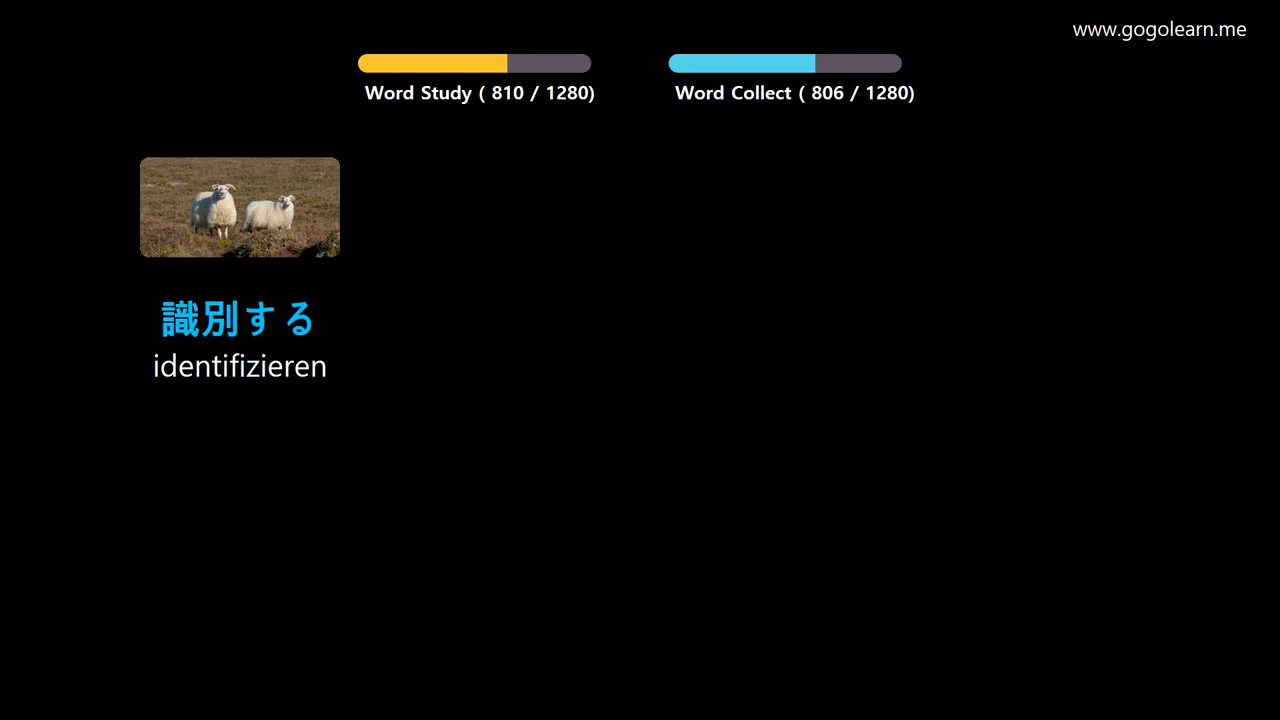 www.gogolearn.me
Word Study ( 810 / 1280)
Word Collect ( 806 / 1280)
識別する
identifizieren